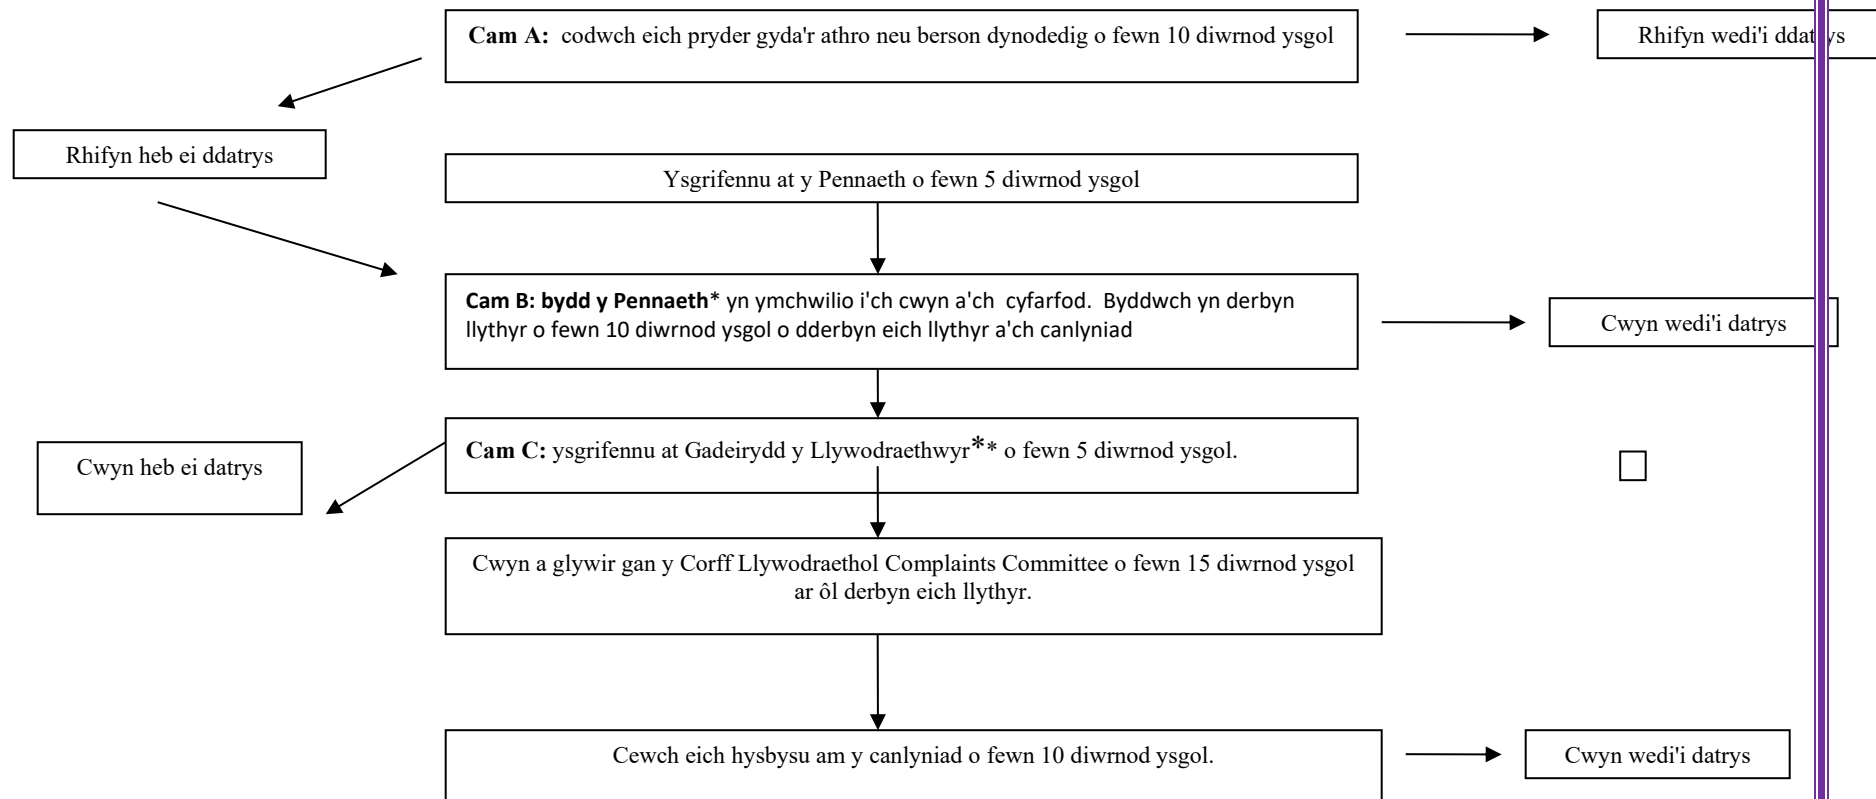 Cam A: codwch eich pryder gyda'r athro neu berson dynodedig o fewn 10 diwrnod ysgol
Rhifyn wedi'i ddatrys
Rhifyn heb ei ddatrys
Ysgrifennu at y Pennaeth o fewn 5 diwrnod ysgol
Cam B: bydd y Pennaeth* yn ymchwilio i'ch cwyn a'ch cyfarfod. Byddwch yn derbyn
llythyr o fewn 10 diwrnod ysgol o dderbyn eich llythyr a'ch canlyniad
Cwyn wedi'i datrys
Cam C: ysgrifennu at Gadeirydd y Llywodraethwyr** o fewn 5 diwrnod ysgol.
Cwyn heb ei datrys
Cwyn a glywir gan y Corff Llywodraethol Complaints Committee o fewn 15 diwrnod ysgol
ar ôl derbyn eich llythyr.
Cewch eich hysbysu am y canlyniad o fewn 10 diwrnod ysgol.
Cwyn wedi'i datrys